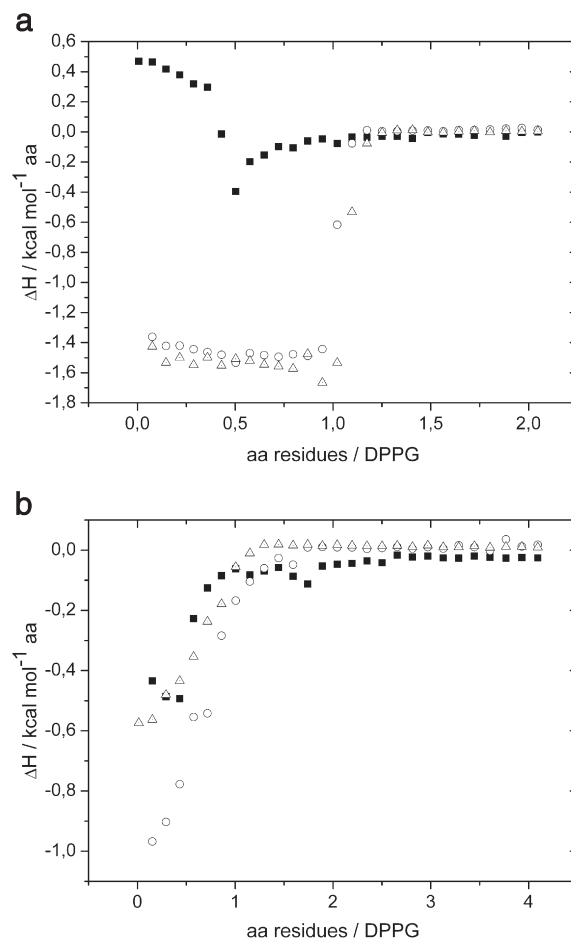 a
0,6
0,4
0,2
0,0
-0,2
-0,4
-0,6
-0,8
-1,0
-1,2
-1,4
-1,6
-1,8
ΔH / kcal mol⁻¹ aa
0,0 0,5 1,0 1,5 2,0
aa residues / DPPG
b
0,0
-0,2
-0,4
-0,6
-0,8
-1,0
ΔH / kcal mol⁻¹ aa
0 1 2 3 4
aa residues / DPPG